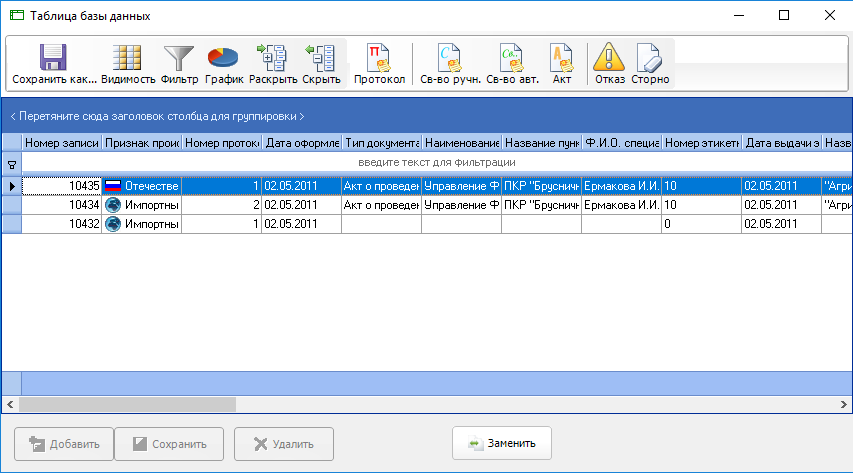 Таблица базы данных
Сохранить как... Видимость Фильтр График Раскрыть Скрыть Протокол Св-во ручн. Св-во авт. Акт Отказ Сторно
< Перетяните сюда заголовок столбца для группировки >
Номер записи Признак прои Номер протоко Дата оформле Тип документа Наименование Название пунк Ф.И.О. специа Номер этикетн Дата выдачи э Назв
введите текст для фильтрации
10435 Отечестве 1 02.05.2011 Акт о проведен Управление Ф ПКР "Бруснич Ермакова И.И. 10 02.05.2011 "Агри
10434 Импортны 2 02.05.2011 Акт о проведен Управление Ф ПКР "Бруснич Ермакова И.И. 10 02.05.2011 "Агри
10432 Импортны 1 02.05.2011 0 02.05.2011
Добавить Сохранить Удалить Заменить